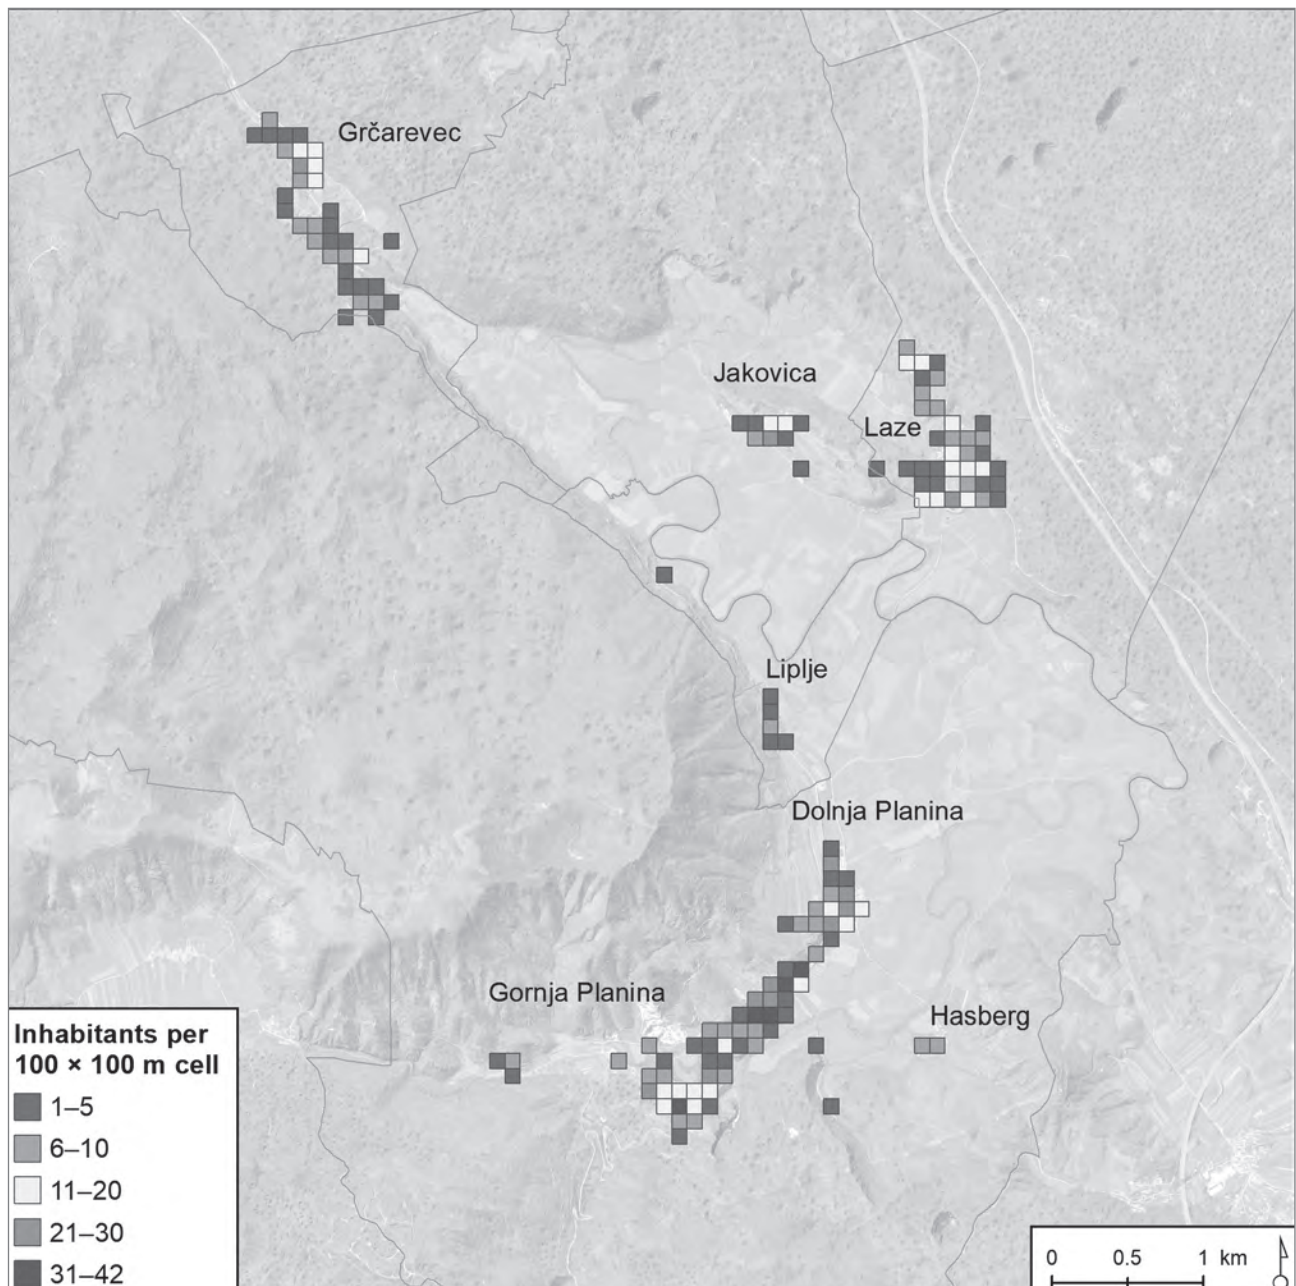 Grčarevec
Jakovica
Laze
Liplje
Dolnja Planina
Gornja Planina
Hasberg
Inhabitants per
100 × 100 m cell
1–5
6–10
11–20
21–30
31–42
0 0.5 1 km